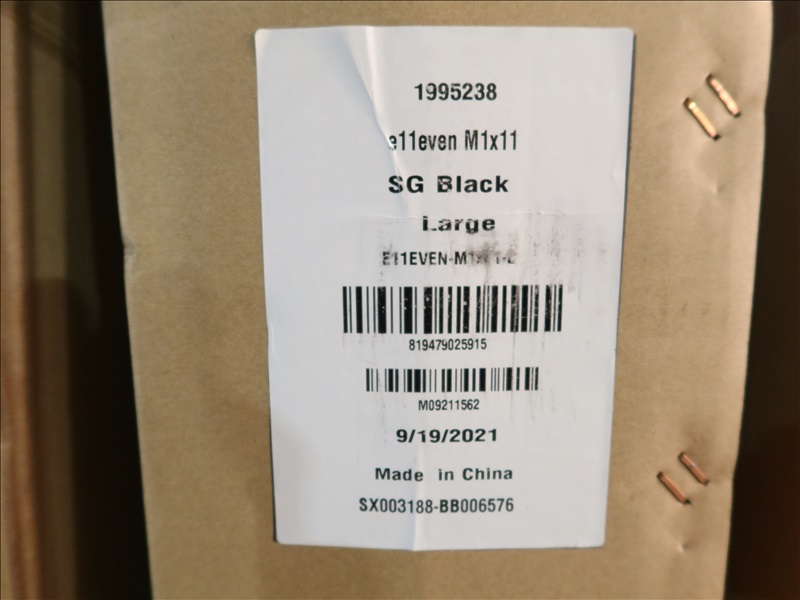 1995238
e11even M1x11
SG Black
Large
819479025915
M09211562
9/19/2021
Made in China
SX003188-BB006576